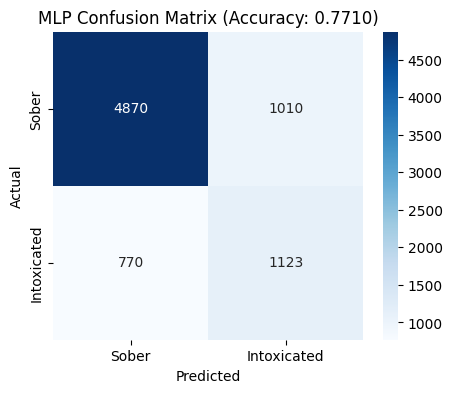 MLP Confusion Matrix (Accuracy: 0.7710)
Sober
4870
1010
Actual
Intoxicated
770
1123
Sober
Intoxicated
Predicted
4500
4000
3500
3000
2500
2000
1500
1000